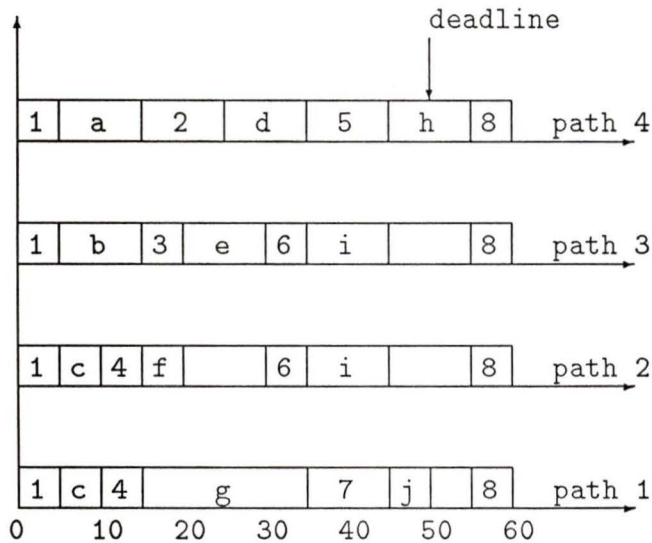 deadline
1 a 2 d 5 h 8 path 4
1 b 3 e 6 i 8 path 3
1 c 4 f 6 i 8 path 2
1 c 4 g 7 j 8 path 1
0 10 20 30 40 50 60